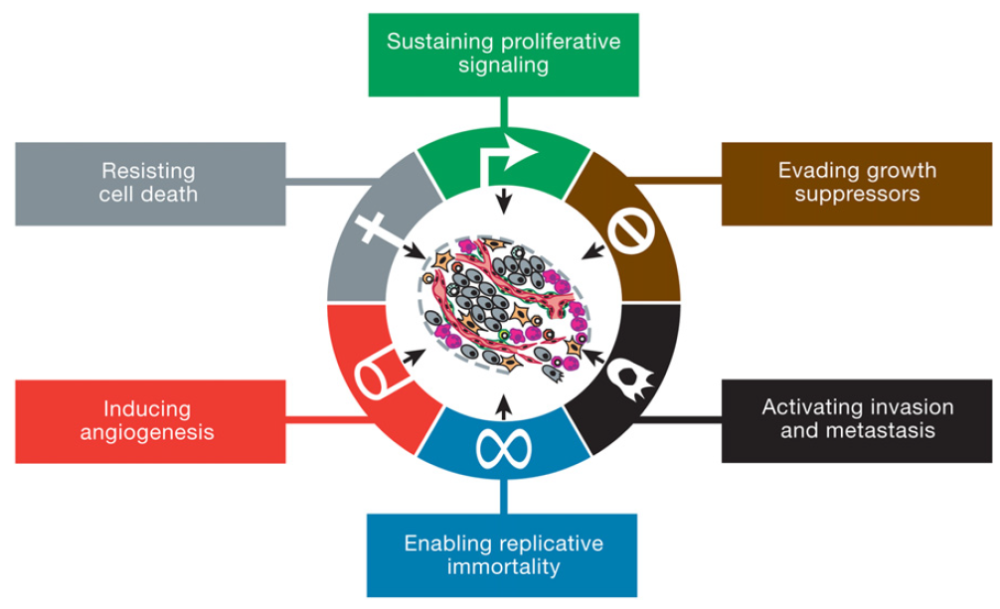 Sustaining proliferative
signaling
Resisting
cell death
Evading growth
suppressors
Inducing
angiogenesis
Activating invasion
and metastasis
Enabling replicative
immortality